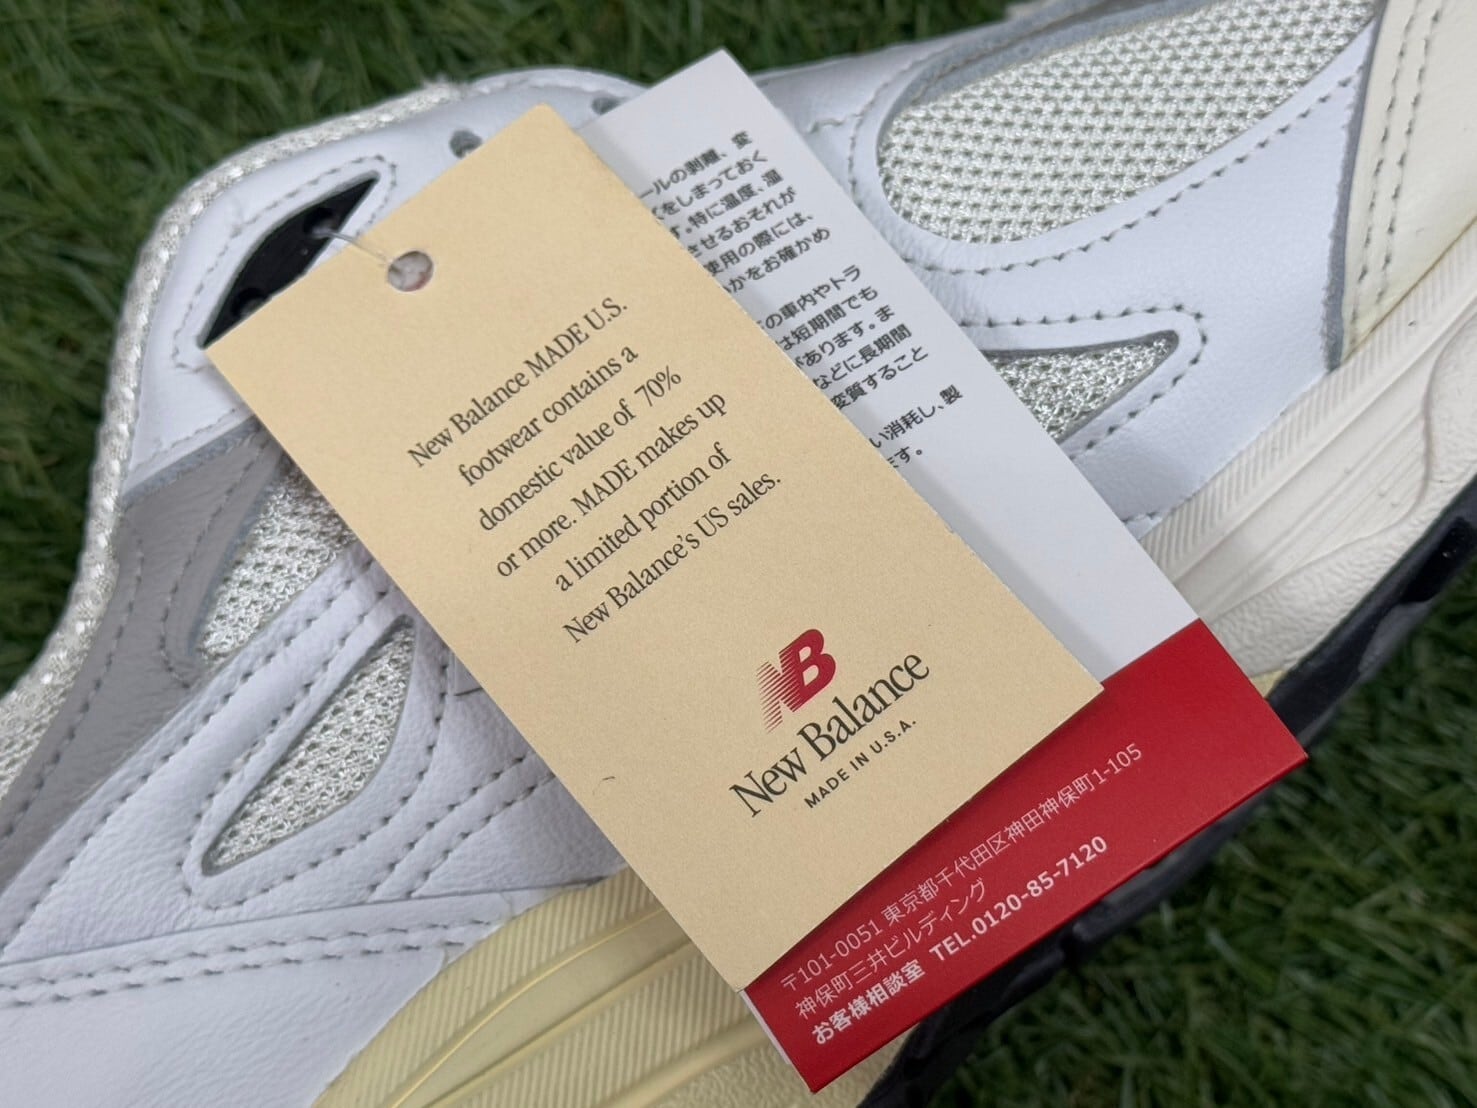 New Balance MADE U.S.
footwear contains a
domestic value of 70%
or more. MADE makes up
a limited portion of
New Balance's US sales.
NB
New Balance
MADE IN U.S.A.
ールの剥離、変
をしまっておく
す。特に温度、湿
させるおそれが
使用の際には、
かをお確かめ
の車内やトラ
は短期間でも
があります。ま
などに長期間
変質すること
い消耗し、製
ます。
〒101-0051 東京都千代田区神田神保町1-105
神保町三井ビルディング
お客様相談室 TEL.0120-85-7120